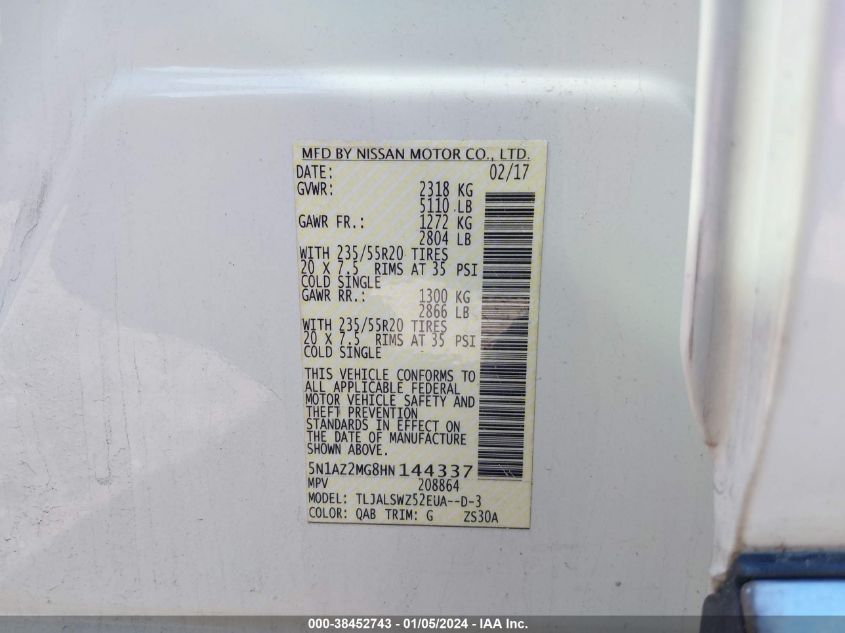 MFD BY NISSAN MOTOR CO., LTD.
DATE: 02/17
GVWR: 2318 KG
5110 LB
GAWR FR.: 1272 KG
2804 LB
WITH 235/55R20 TIRES
20 X 7.5 RIMS AT 35 PSI
COLD SINGLE
GAWR RR.: 1300 KG
2866 LB
WITH 235/55R20 TIRES
20 X 7.5 RIMS AT 35 PSI
COLD SINGLE
THIS VEHICLE CONFORMS TO
ALL APPLICABLE FEDERAL
MOTOR VEHICLE SAFETY AND
THEFT PREVENTION
STANDARDS IN EFFECT ON
THE DATE OF MANUFACTURE
SHOWN ABOVE.
5N1AZ2MG8HN144337
MPV 208864
MODEL: TLJALSWZ52EUA--D-3
COLOR: QAB TRIM: G ZS30A
000-38452743 - 01/05/2024 - IAA Inc.